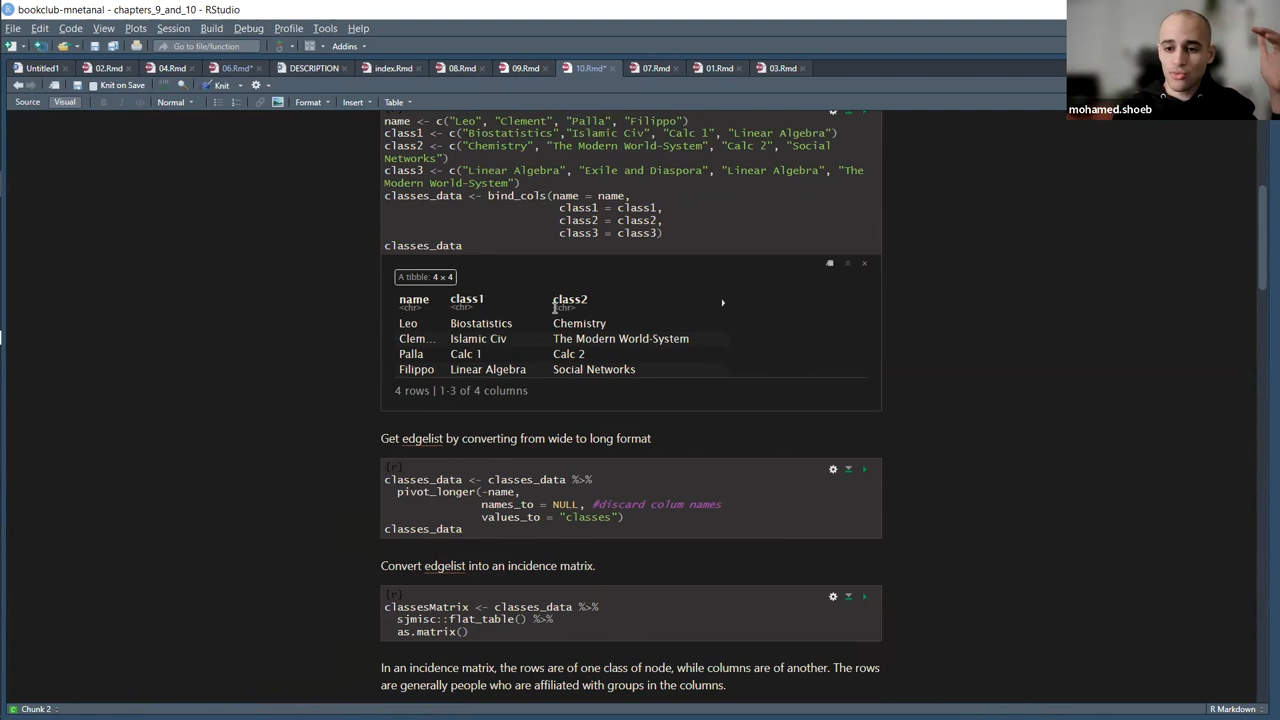 bookclub-mnetanal - chapters_9_and_10 - RStudio
File Edit Code View Plots Session Build Debug Profile Tools Help
Go to file/function Addins
Untitled1 02.Rmd 04.Rmd 06.Rmd* DESCRIPTION index.Rmd 08.Rmd 09.Rmd 10.Rmd* 07.Rmd 01.Rmd 03.Rmd
Knit on Save Knit
Source Visual B I Normal Format Insert Table
mohamed.shoeb
name <- c("Leo", "Clement", "Palla", "Filippo")
class1 <- c("Biostatistics","Islamic Civ", "Calc 1", "Linear Algebra")
class2 <- c("Chemistry", "The Modern World-System", "Calc 2", "Social
Networks")
class3 <- c("Linear Algebra", "Exile and Diaspora", "Linear Algebra", "The
Modern World-System")
classes_data <- bind_cols(name = name,
class1 = class1,
class2 = class2,
class3 = class3)
classes_data
A tibble: 4 × 4
name class1 class2
<chr> <chr> <chr>
Leo Biostatistics Chemistry
Clem... Islamic Civ The Modern World-System
Palla Calc 1 Calc 2
Filippo Linear Algebra Social Networks
4 rows | 1-3 of 4 columns
Get edgelist by converting from wide to long format
{r}
classes_data <- classes_data %>%
pivot_longer(-name,
names_to = NULL, #discard colum names
values_to = "classes")
classes_data
Convert edgelist into an incidence matrix.
{r}
classesMatrix <- classes_data %>%
sjmisc::flat_table() %>%
as.matrix()
In an incidence matrix, the rows are of one class of node, while columns are of another. The rows
are generally people who are affiliated with groups in the columns.
Chunk 2 R Markdown